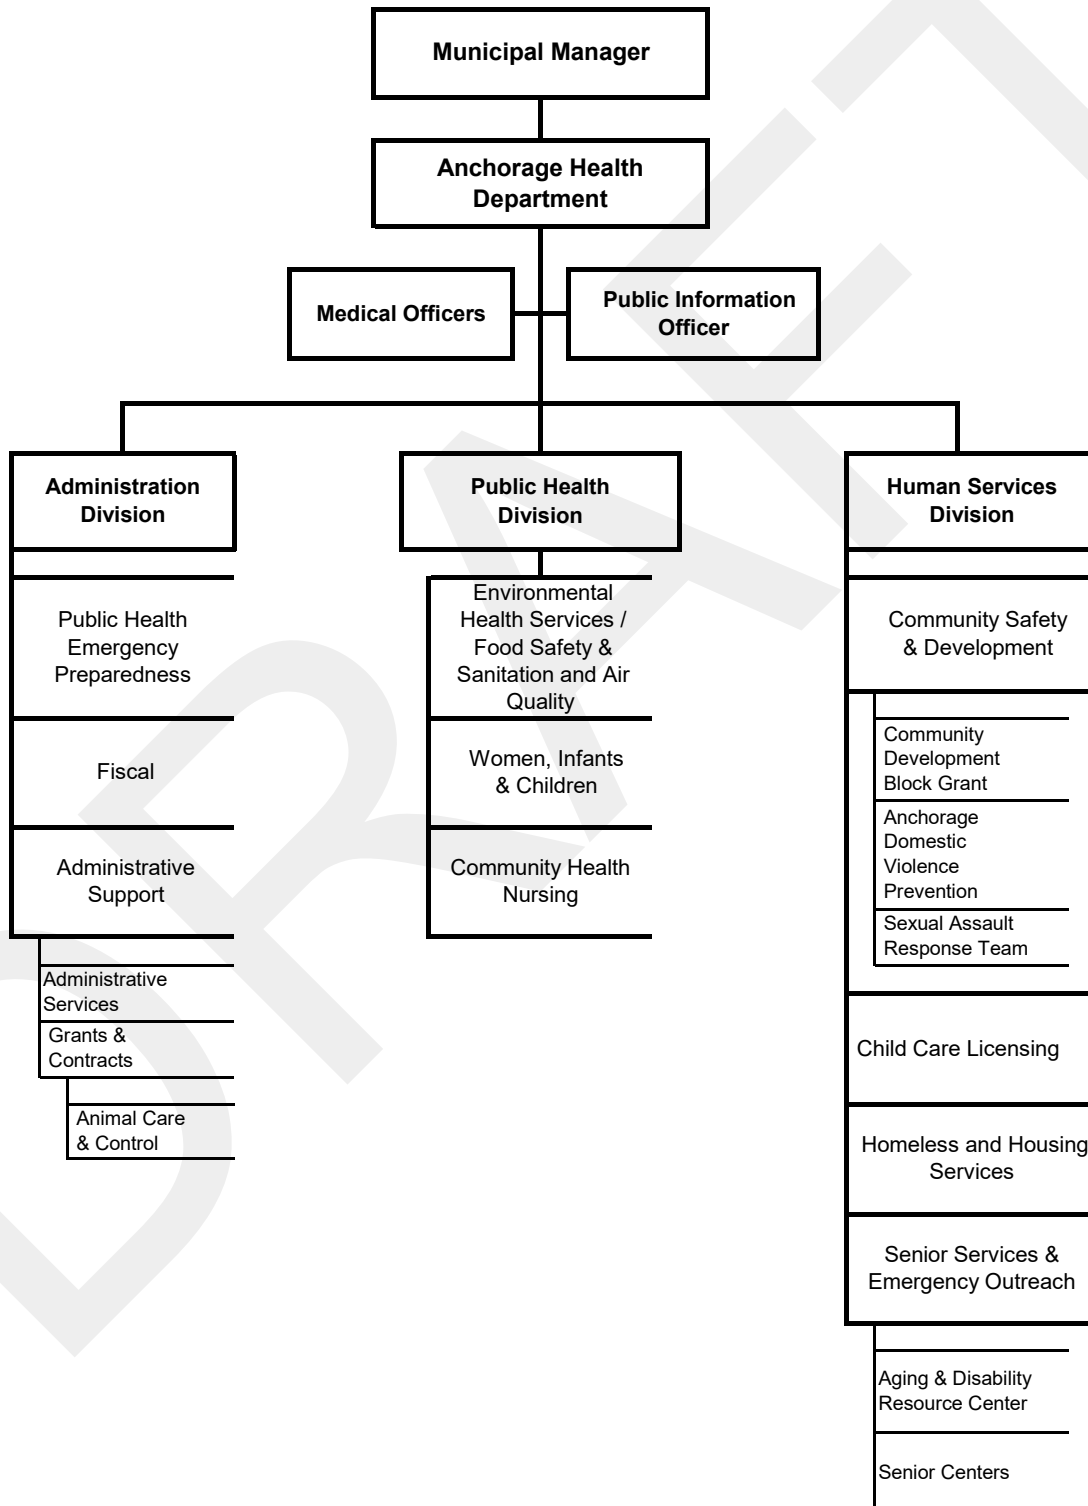 Municipal Manager
Anchorage Health
Department
Medical Officers
Public Information
Officer
Administration
Division
Public Health
Emergency
Preparedness
Fiscal
Administrative
Support
Administrative
Services
Grants &
Contracts
Animal Care
& Control
Public Health
Division
Environmental
Health Services /
Food Safety &
Sanitation and Air
Quality
Women, Infants
& Children
Community Health
Nursing
Human Services
Division
Community Safety
& Development
Community
Development
Block Grant
Anchorage
Domestic
Violence
Prevention
Sexual Assault
Response Team
Child Care Licensing
Homeless and Housing
Services
Senior Services &
Emergency Outreach
Aging & Disability
Resource Center
Senior Centers
DRAFT